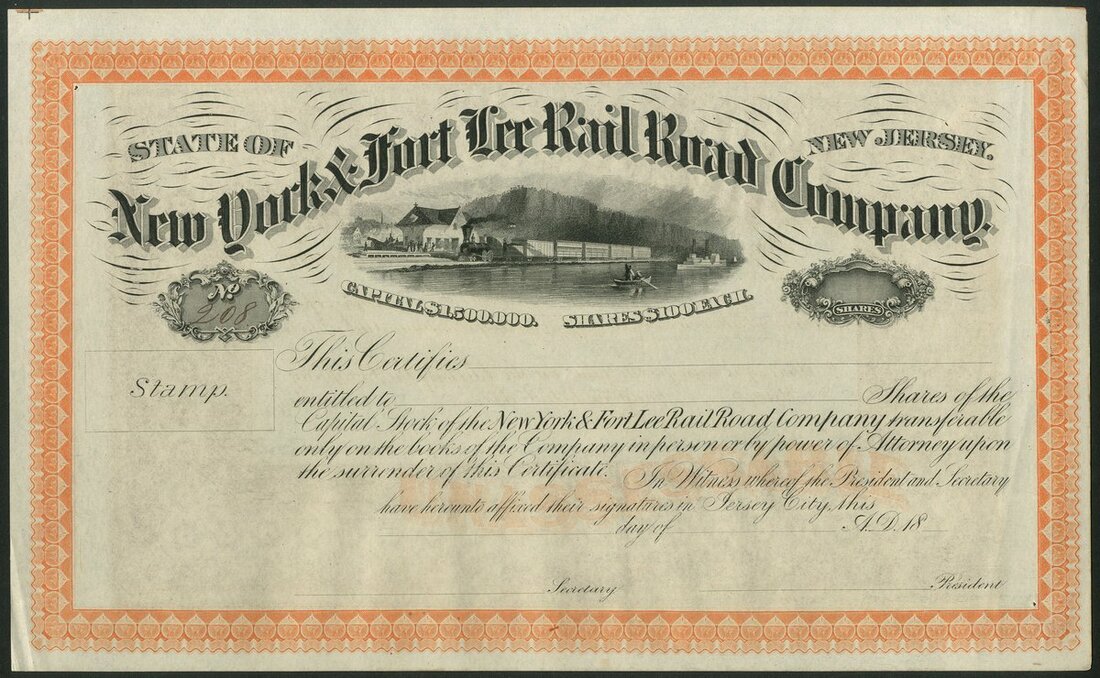 STATE OF NEW JERSEY.
New York & Fort Lee Rail Road Company.
CAPITAL $1500,000. SHARES $100 EACH.
No 208
SHARES
Stamp.
This Certifies
entitled to Shares of the
Capital Stock of the New York & Fort Lee Rail Road Company transferable
only on the books of the Company in person or by power of Attorney upon
the surrender of this Certificate. In Witness whereof the President and Secretary
have hereunto affixed their signatures in Jersey City, this
day of A.D. 18
Secretary President